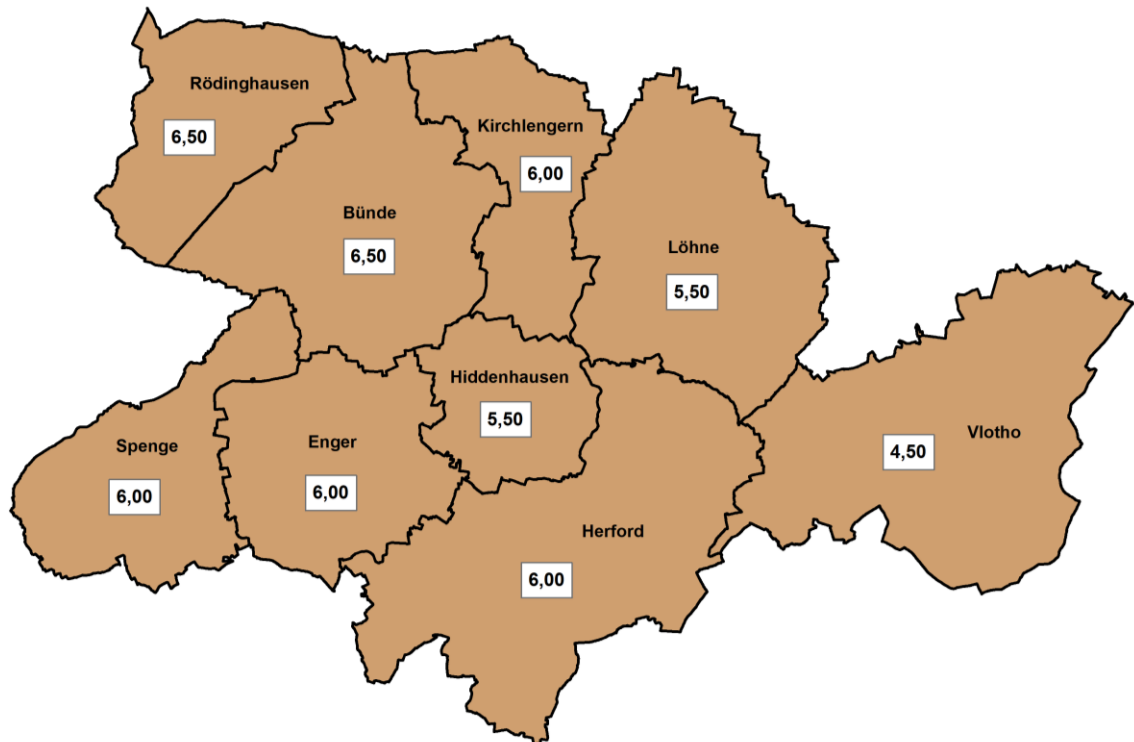 Rödinghausen
6,50
Kirchlengern
6,00
Bünde
6,50
Löhne
5,50
Hiddenhausen
5,50
Spenge
6,00
Enger
6,00
Vlotho
4,50
Herford
6,00